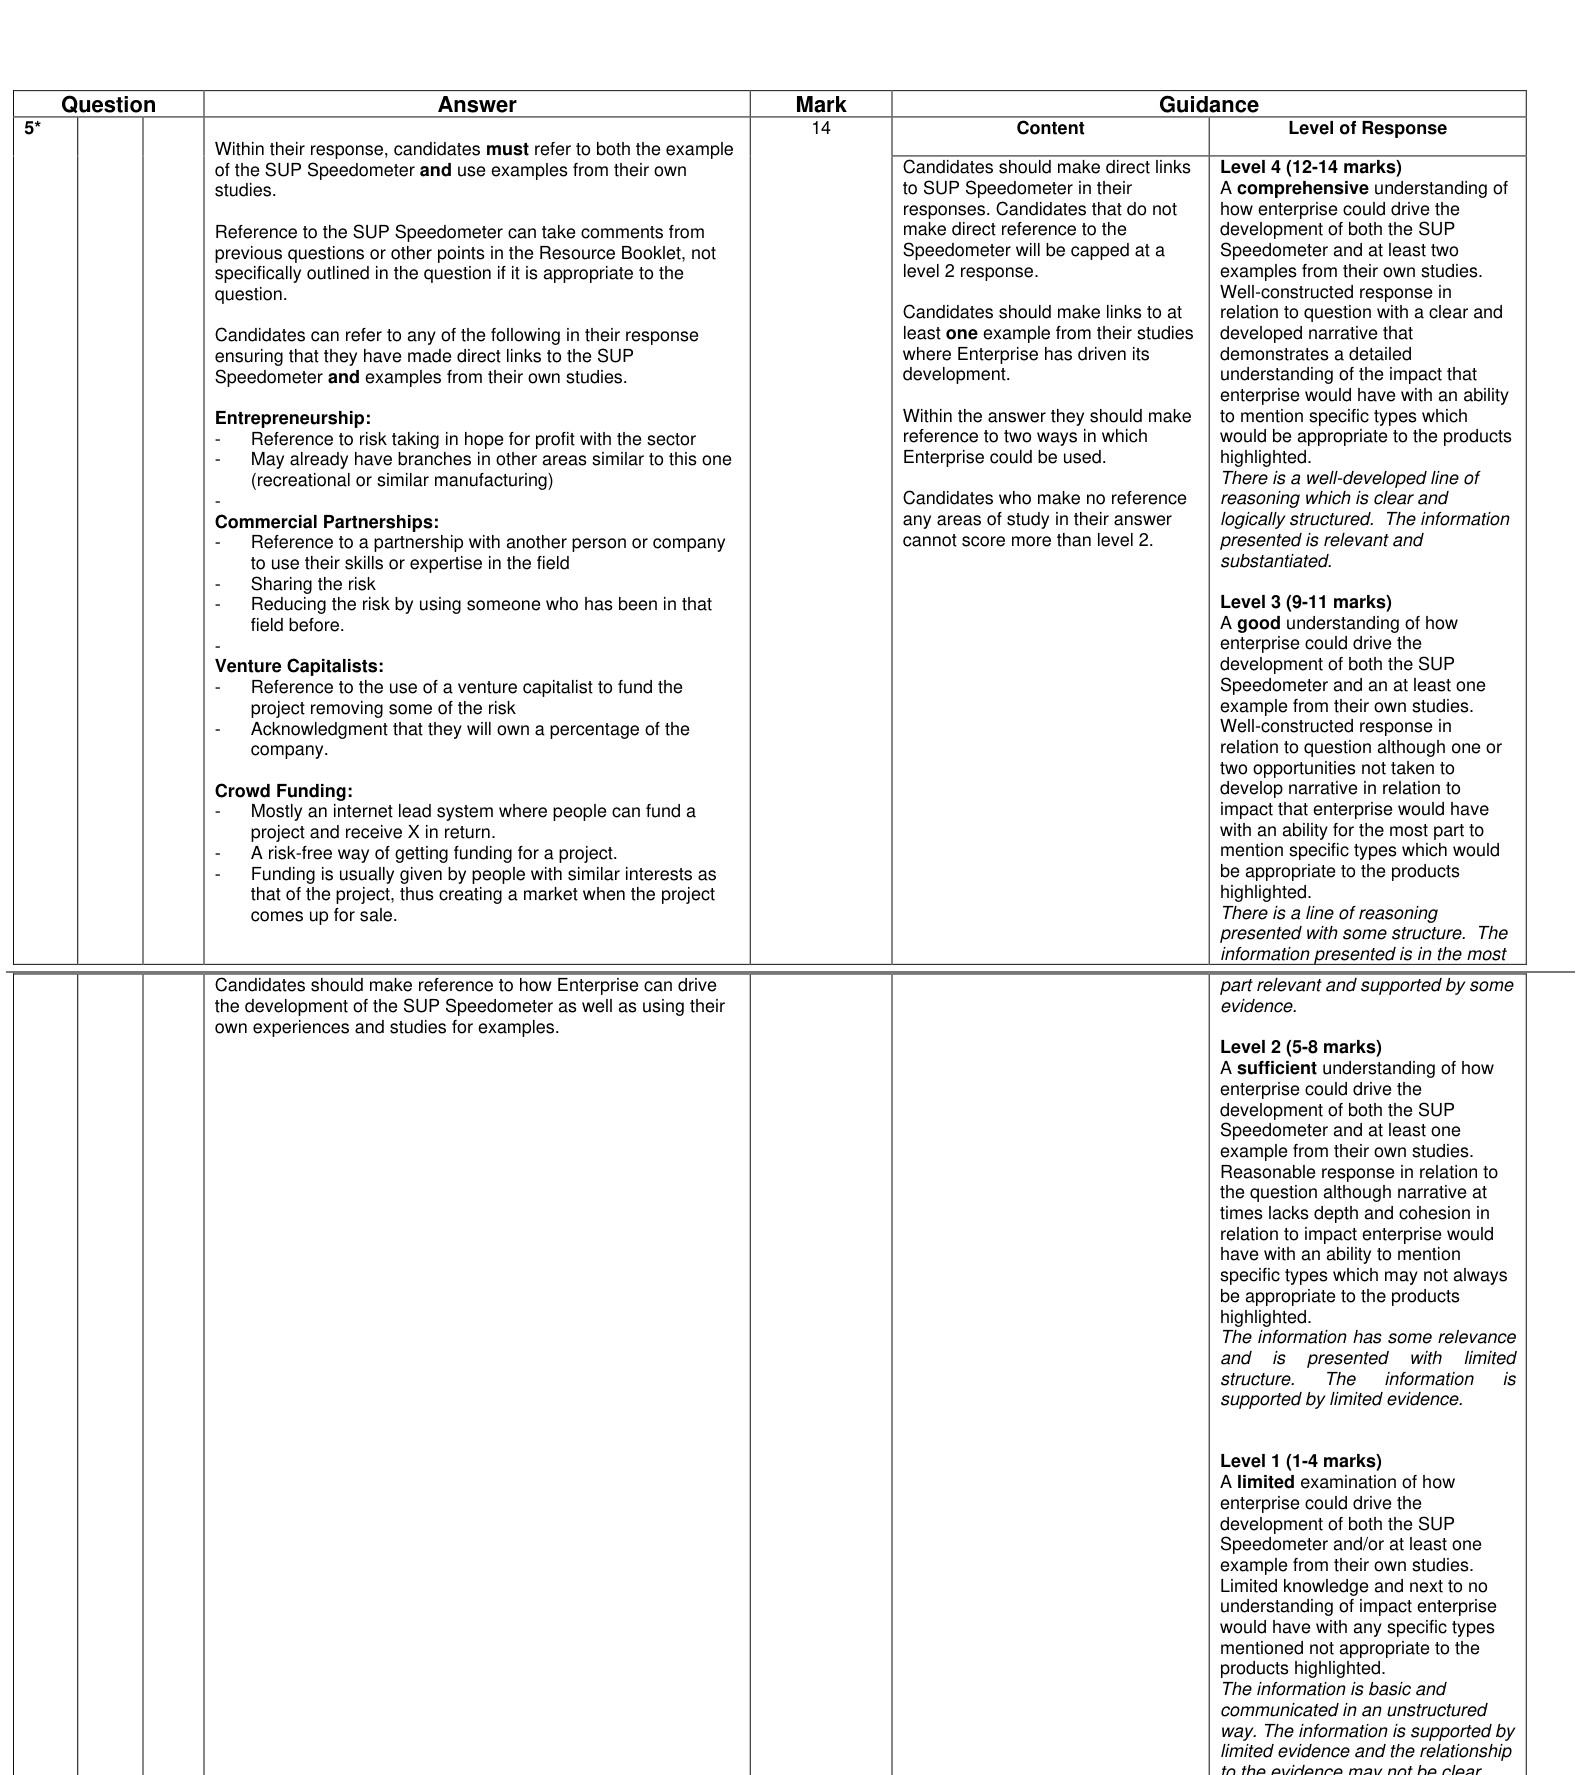 Question
Answer
Mark
Guidance
5*
14
Content
Level of Response
Within their response, candidates must refer to both the example
of the SUP Speedometer and use examples from their own
studies.
Reference to the SUP Speedometer can take comments from
previous questions or other points in the Resource Booklet, not
specifically outlined in the question if it is appropriate to the
question.
Candidates can refer to any of the following in their response
ensuring that they have made direct links to the SUP
Speedometer and examples from their own studies.
Entrepreneurship:
- Reference to risk taking in hope for profit with the sector
- May already have branches in other areas similar to this one
(recreational or similar manufacturing)
-
Commercial Partnerships:
- Reference to a partnership with another person or company
to use their skills or expertise in the field
- Sharing the risk
- Reducing the risk by using someone who has been in that
field before.
-
Venture Capitalists:
- Reference to the use of a venture capitalist to fund the
project removing some of the risk
- Acknowledgment that they will own a percentage of the
company.
Crowd Funding:
- Mostly an internet lead system where people can fund a
project and receive X in return.
- A risk-free way of getting funding for a project.
- Funding is usually given by people with similar interests as
that of the project, thus creating a market when the project
comes up for sale.
Candidates should make reference to how Enterprise can drive
the development of the SUP Speedometer as well as using their
own experiences and studies for examples.
Candidates should make direct links
to SUP Speedometer in their
responses. Candidates that do not
make direct reference to the
Speedometer will be capped at a
level 2 response.
Candidates should make links to at
least one example from their studies
where Enterprise has driven its
development.
Within the answer they should make
reference to two ways in which
Enterprise could be used.
Candidates who make no reference
any areas of study in their answer
cannot score more than level 2.
Level 4 (12-14 marks)
A comprehensive understanding of
how enterprise could drive the
development of both the SUP
Speedometer and at least two
examples from their own studies.
Well-constructed response in
relation to question with a clear and
developed narrative that
demonstrates a detailed
understanding of the impact that
enterprise would have with an ability
to mention specific types which
would be appropriate to the products
highlighted.
There is a well-developed line of
reasoning which is clear and
logically structured. The information
presented is relevant and
substantiated.
Level 3 (9-11 marks)
A good understanding of how
enterprise could drive the
development of both the SUP
Speedometer and an at least one
example from their own studies.
Well-constructed response in
relation to question although one or
two opportunities not taken to
develop narrative in relation to
impact that enterprise would have
with an ability for the most part to
mention specific types which would
be appropriate to the products
highlighted.
There is a line of reasoning
presented with some structure. The
information presented is in the most
part relevant and supported by some
evidence.
Level 2 (5-8 marks)
A sufficient understanding of how
enterprise could drive the
development of both the SUP
Speedometer and at least one
example from their own studies.
Reasonable response in relation to
the question although narrative at
times lacks depth and cohesion in
relation to impact enterprise would
have with an ability to mention
specific types which may not always
be appropriate to the products
highlighted.
The information has some relevance
and is presented with limited
structure. The information is
supported by limited evidence.
Level 1 (1-4 marks)
A limited examination of how
enterprise could drive the
development of both the SUP
Speedometer and/or at least one
example from their own studies.
Limited knowledge and next to no
understanding of impact enterprise
would have with any specific types
mentioned not appropriate to the
products highlighted.
The information is basic and
communicated in an unstructured
way. The information is supported by
limited evidence and the relationship
to the evidence may not be clear.